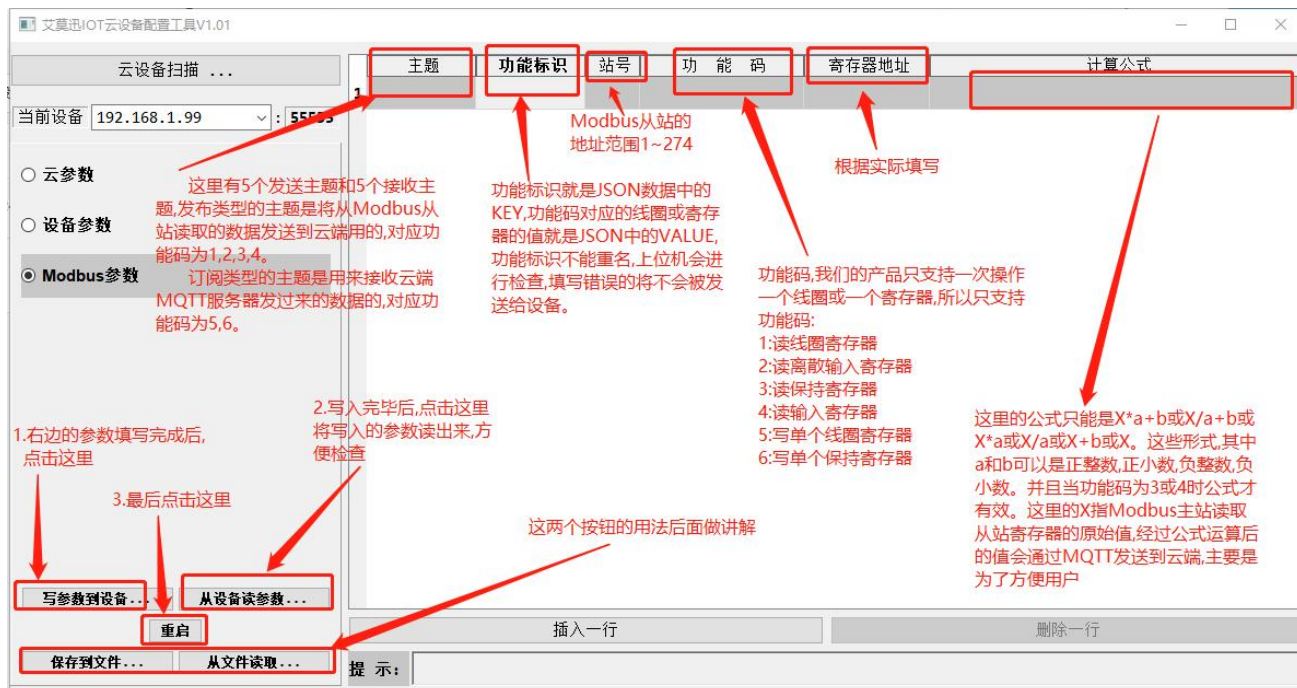 艾莫迅IOT云设备配置工具V1.01
云设备扫描 ...
当前设备 192.168.1.99 : 55555
云参数
设备参数
Modbus参数
主题 功能标识 站号 功 能 码 寄存器地址 计算公式
1
这里有5个发送主题和5个接收主
题,发布类型的主题是将从Modbus从
站读取的数据发送到云端用的,对应功
能码为1,2,3,4。
订阅类型的主题是用来接收云端
MQTT服务器发过来的数据的,对应功
能码为5,6。
Modbus从站的
地址范围1~274
功能标识就是JSON数据中的
KEY,功能码对应的线圈或寄存
器的值就是JSON中的VALUE,
功能标识不能重名,上位机会进
行检查,填写错误的将不会被发
送给设备。
根据实际填写
功能码,我们的产品只支持一次操作
一个线圈或一个寄存器,所以只支持
功能码:
1:读线圈寄存器
2:读离散输入寄存器
3:读保持寄存器
4:读输入寄存器
5:写单个线圈寄存器
6:写单个保持寄存器
这里的公式只能是X*a+b或X/a+b或
X*a或X/a或X+b或X。这些形式,其中
a和b可以是正整数,正小数,负整数,负
小数。并且当功能码为3或4时公式才
有效。这里的X指Modbus主站读取
从站寄存器的原始值,经过公式运算后
的值会通过MQTT发送到云端,主要是
为了方便用户
1.右边的参数填写完成后,
点击这里
2.写入完毕后,点击这里
将写入的参数读出来,方
便检查
3.最后点击这里
这两个按钮的用法后面做讲解
写参数到设备... 从设备读参数...
重启
保存到文件... 从文件读取...
插入一行 删除一行
提 示: